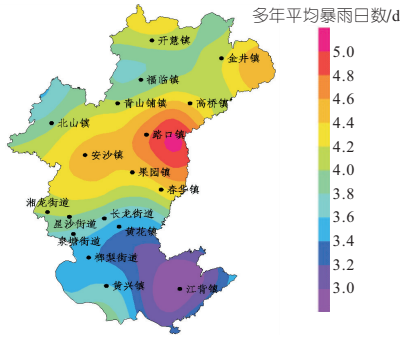 多年平均暴雨日数/d
开慧镇
金井镇
福临镇
青山铺镇
高桥镇
北山镇
路口镇
安沙镇
果园镇
春华镇
湘龙街道
星沙街道
长龙街道
泉塘街道
黄花镇
㮾梨街道
黄兴镇
江背镇
5.0
4.8
4.6
4.4
4.2
4.0
3.8
3.6
3.4
3.2
3.0